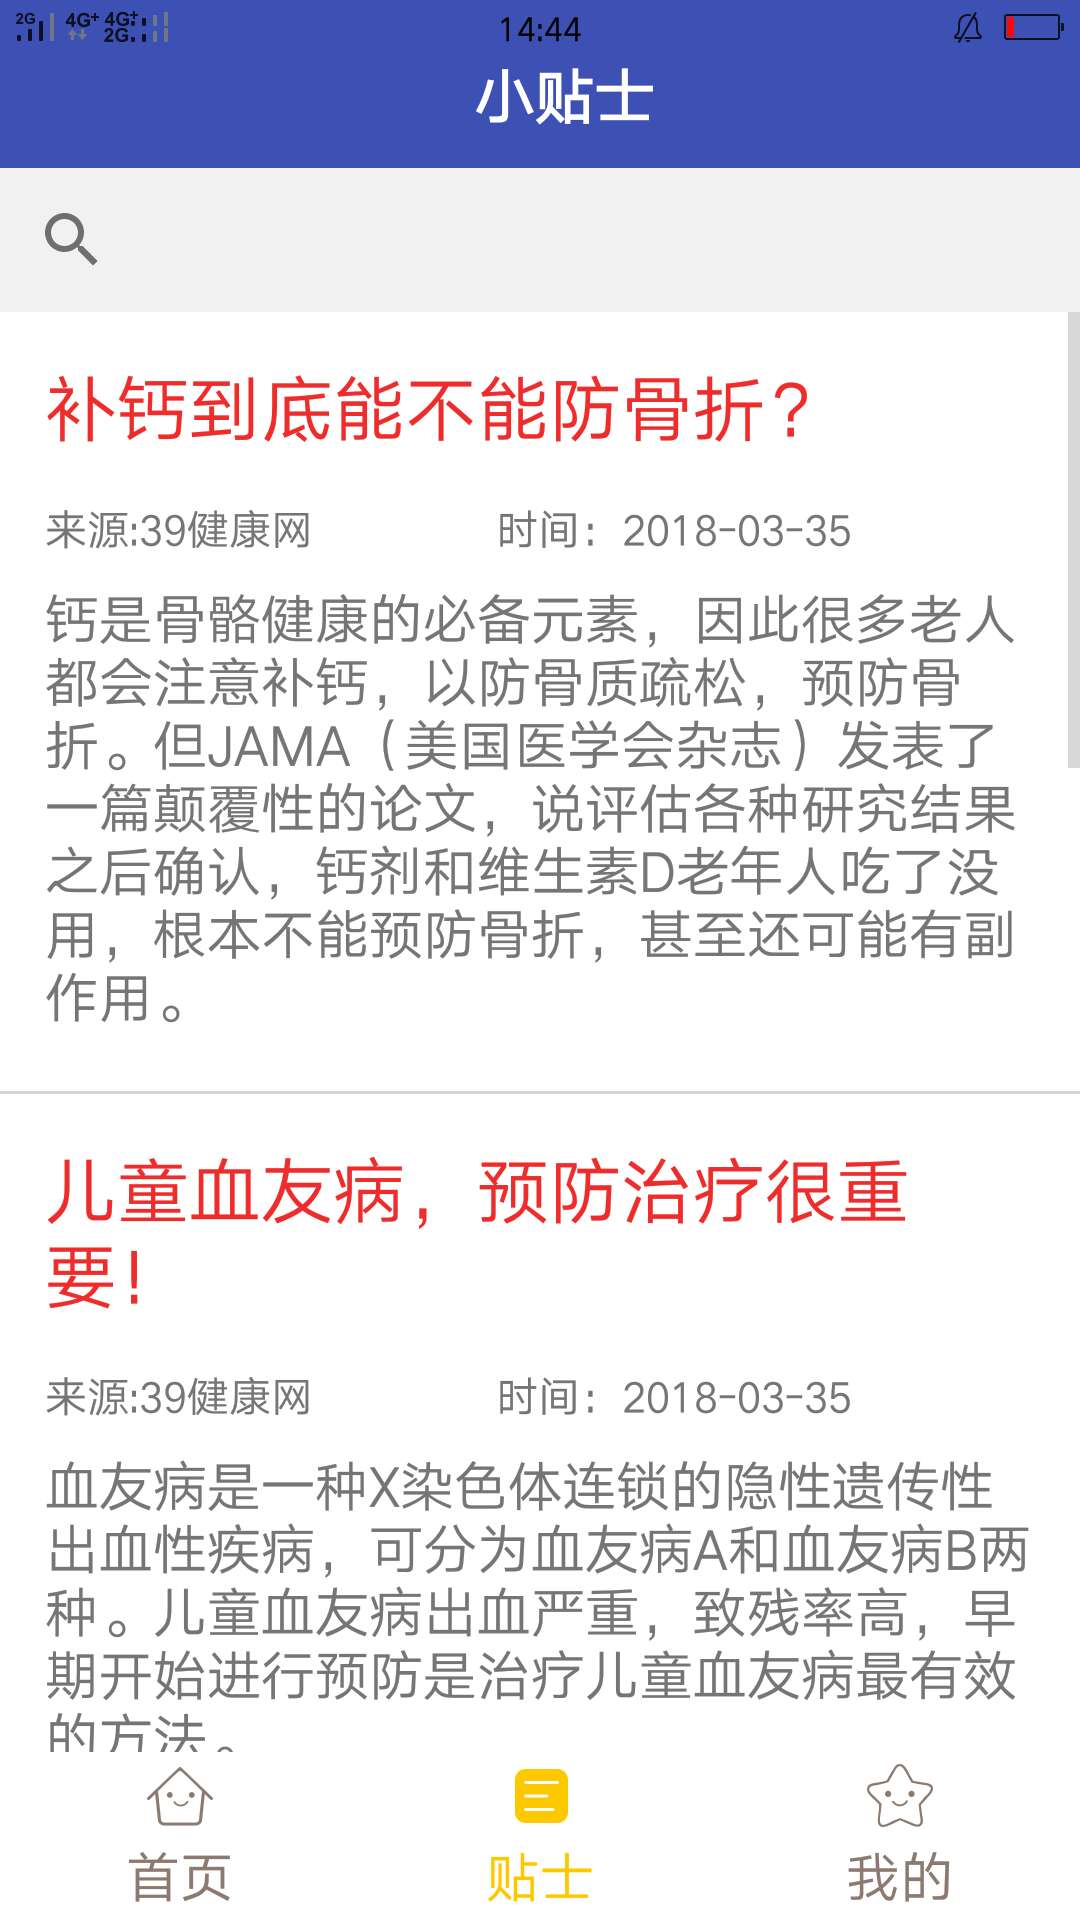 2G 4G+ 4G+ 2G 14:44
小贴士
补钙到底能不能防骨折?
来源:39健康网 时间：2018-03-35
钙是骨骼健康的必备元素，因此很多老人
都会注意补钙，以防骨质疏松，预防骨
折。但JAMA（美国医学会杂志）发表了
一篇颠覆性的论文，说评估各种研究结果
之后确认，钙剂和维生素D老年人吃了没
用，根本不能预防骨折，甚至还可能有副
作用。
儿童血友病，预防治疗很重
要!
来源:39健康网 时间：2018-03-35
血友病是一种X染色体连锁的隐性遗传性
出血性疾病，可分为血友病A和血友病B两
种。儿童血友病出血严重，致残率高，早
期开始进行预防是治疗儿童血友病最有效
的方法。
首页 贴士 我的